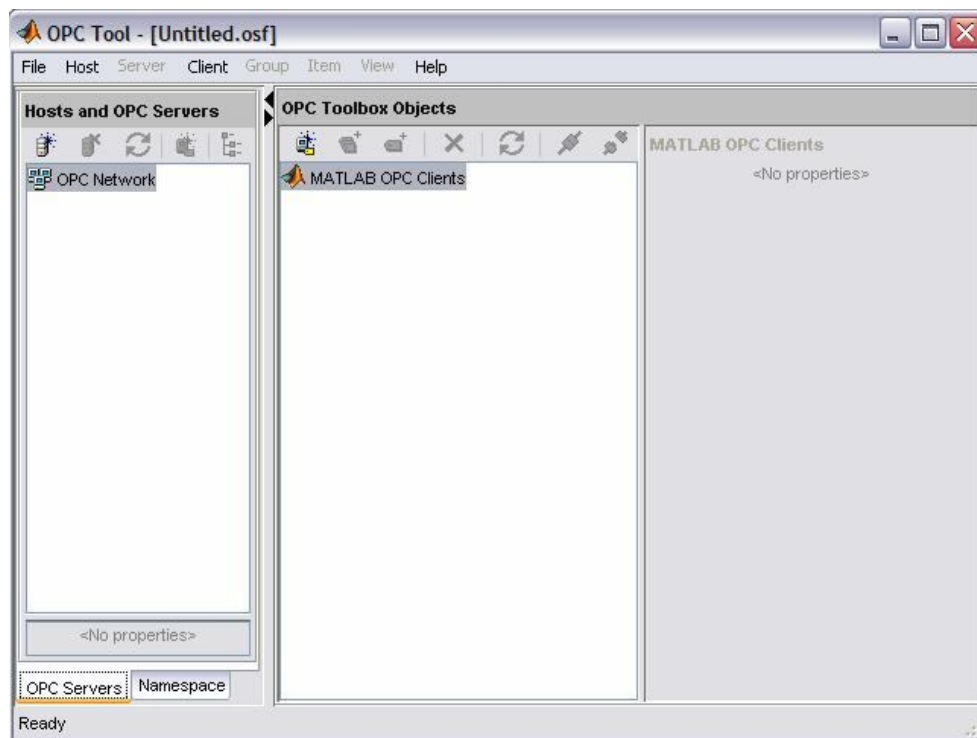 OPC Tool - [Untitled.osf]
File Host Server Client Group Item View Help
Hosts and OPC Servers
OPC Network
<No properties>
OPC Servers Namespace
OPC Toolbox Objects
MATLAB OPC Clients
MATLAB OPC Clients
<No properties>
Ready